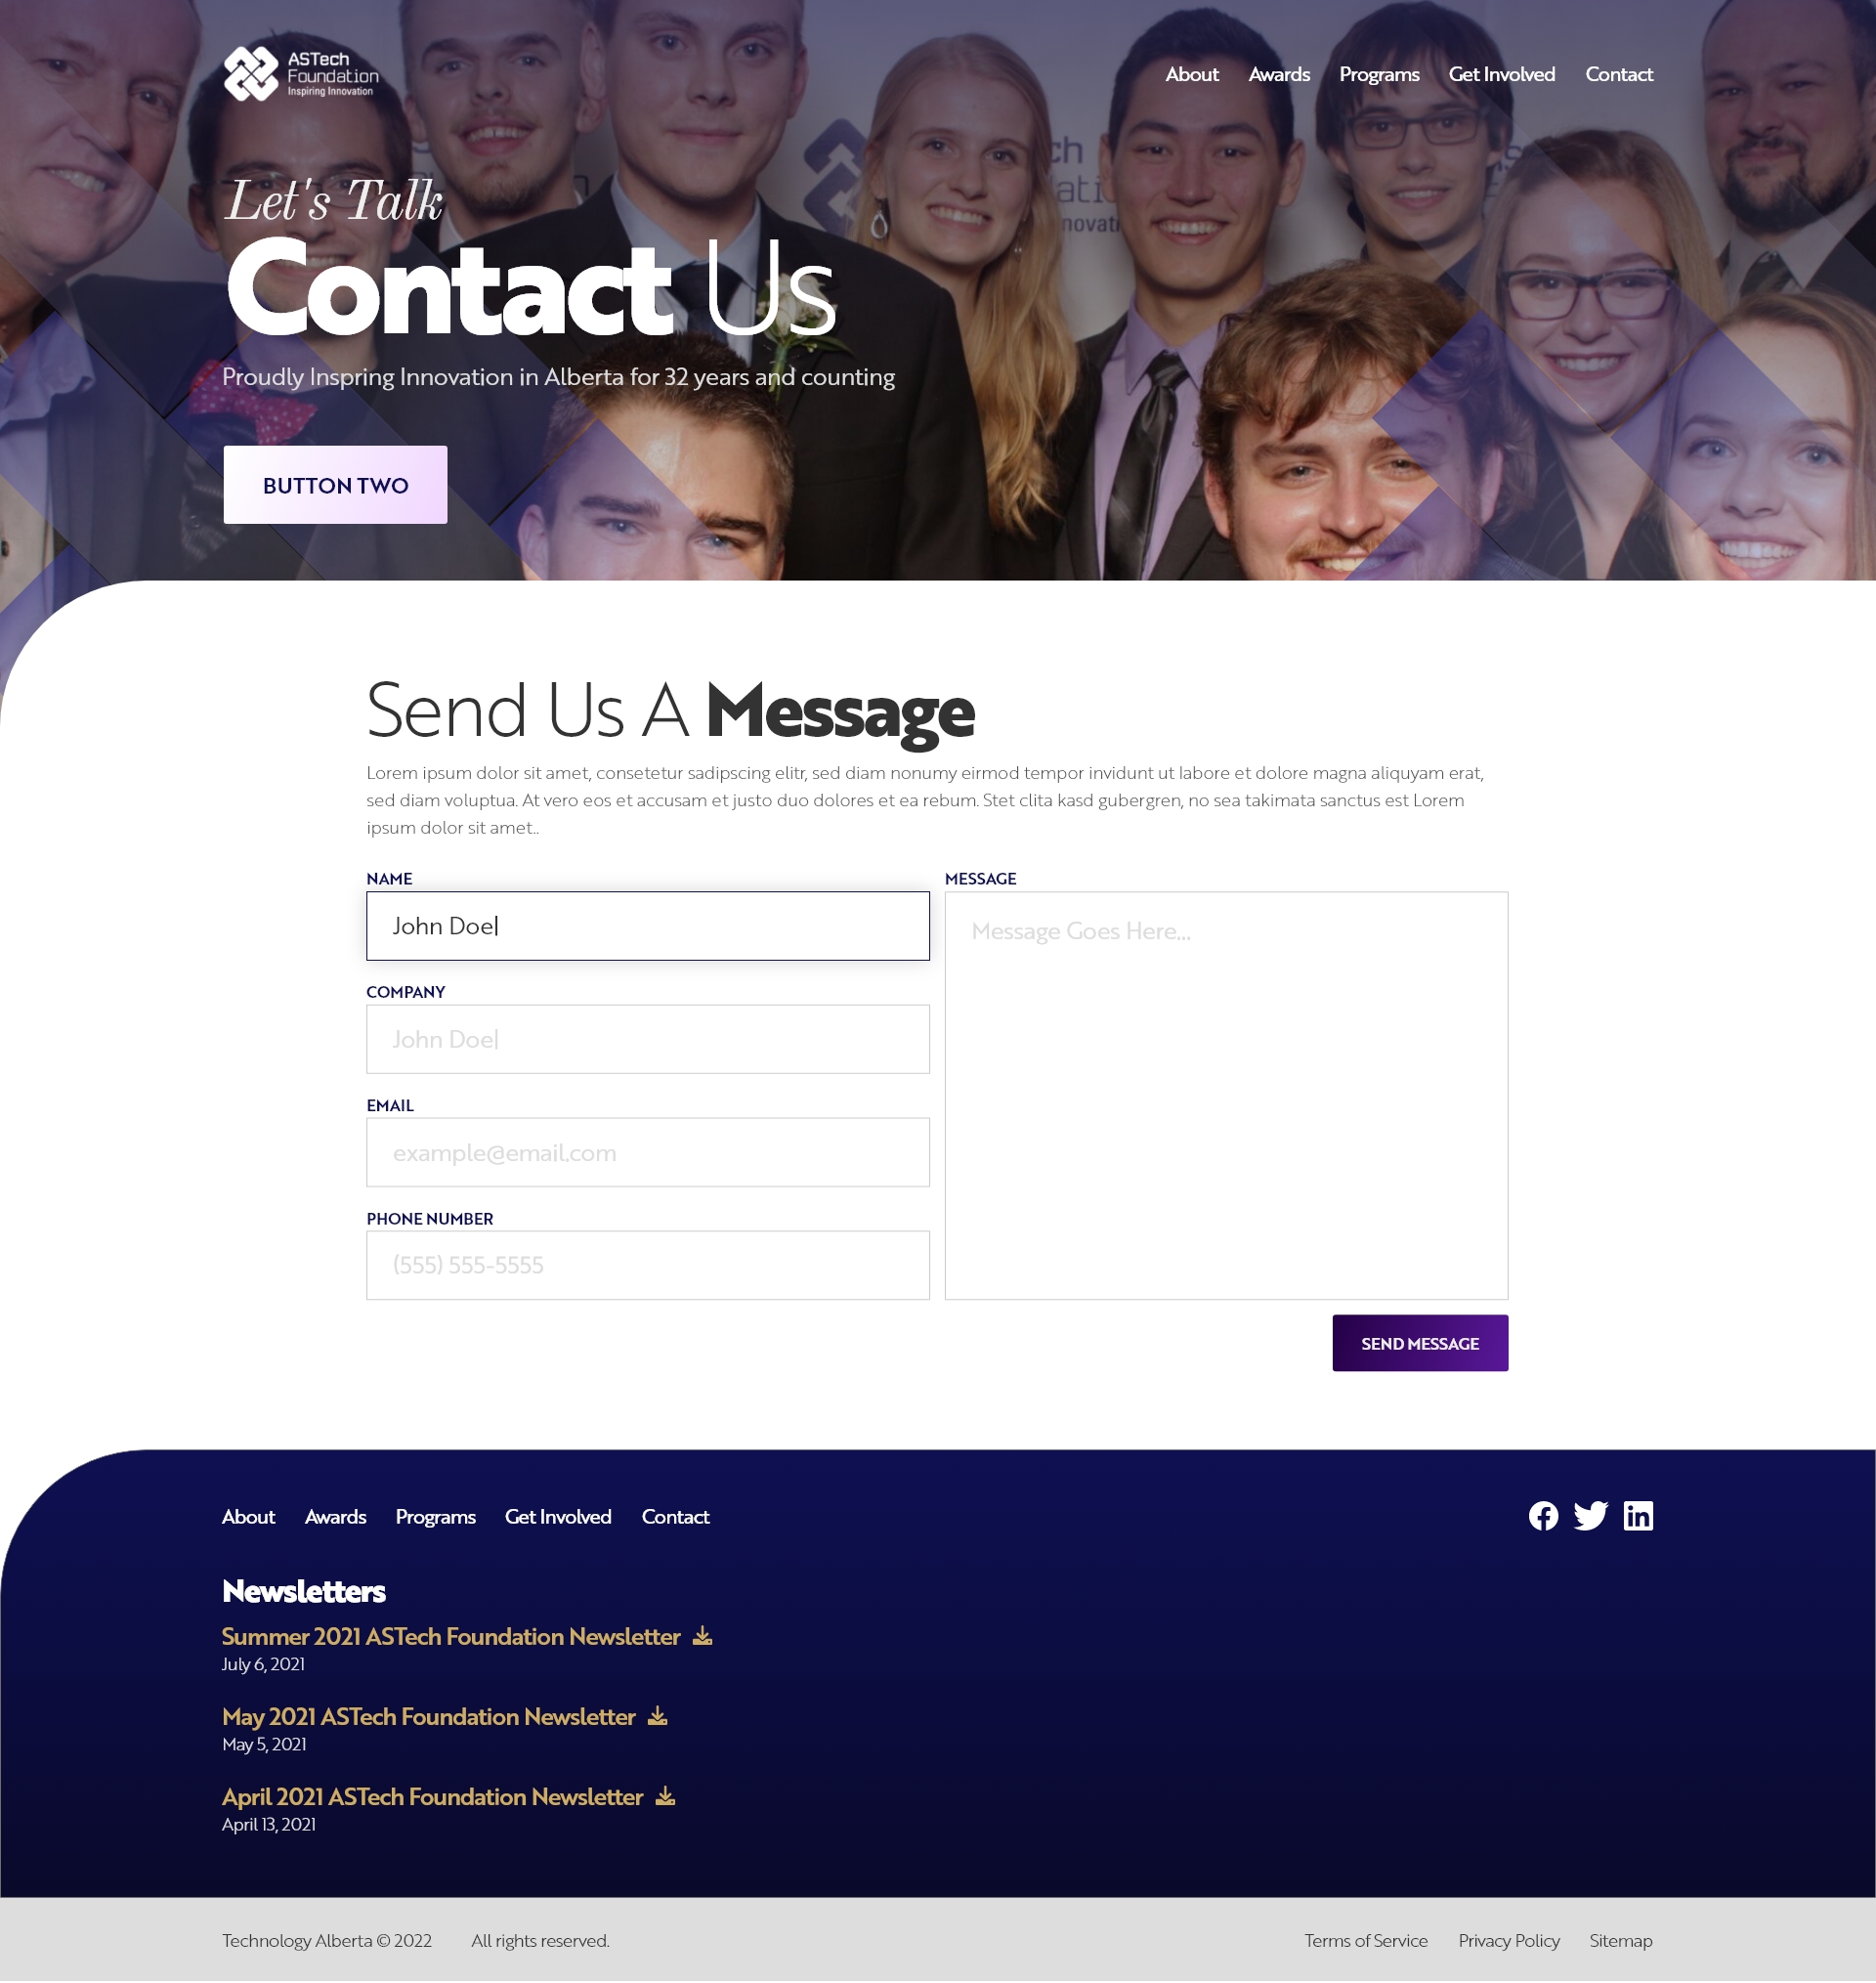 ASTech
Foundation
Inspiring Innovation
About Awards Programs Get Involved Contact
Let's Talk
Contact Us
Proudly Inspring Innovation in Alberta for 32 years and counting
BUTTON TWO
Send Us A Message
Lorem ipsum dolor sit amet, consetetur sadipscing elitr, sed diam nonumy eirmod tempor invidunt ut labore et dolore magna aliquyam erat,
sed diam voluptua. At vero eos et accusam et justo duo dolores et ea rebum. Stet clita kasd gubergren, no sea takimata sanctus est Lorem
ipsum dolor sit amet..
NAME
John Doe
COMPANY
John Doe
EMAIL
example@email.com
PHONE NUMBER
(555) 555-5555
MESSAGE
Message Goes Here...
SEND MESSAGE
About Awards Programs Get Involved Contact
Newsletters
Summer 2021 ASTech Foundation Newsletter
July 6, 2021
May 2021 ASTech Foundation Newsletter
May 5, 2021
April 2021 ASTech Foundation Newsletter
April 13, 2021
Technology Alberta © 2022 All rights reserved.
Terms of Service Privacy Policy Sitemap